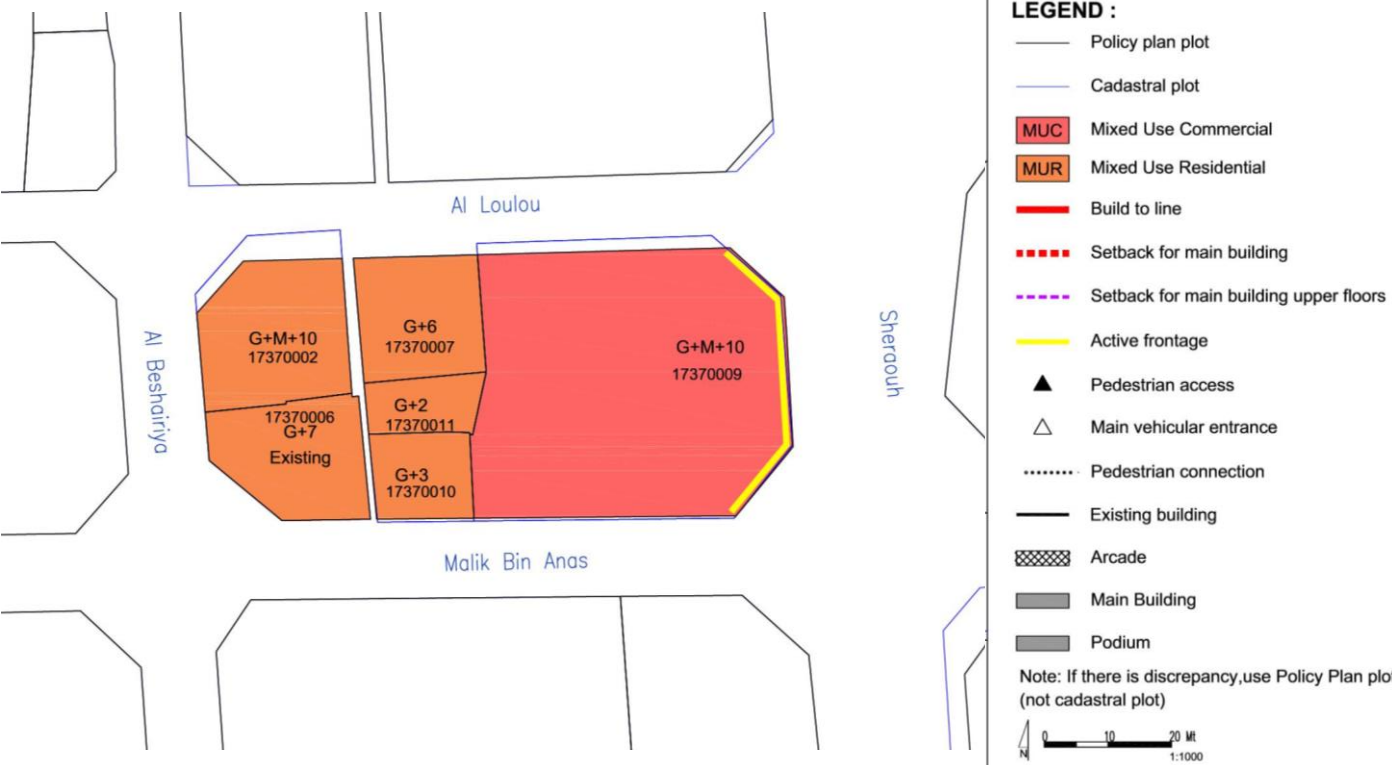 Al Loulou
G+M+10
17370002
G+6
17370007
G+M+10
17370009
G+2
17370011
17370006
G+7
Existing
G+3
17370010
Al Beshairiya
Sheraouh
Malik Bin Anas
LEGEND :
Policy plan plot
Cadastral plot
MUC Mixed Use Commercial
MUR Mixed Use Residential
Build to line
Setback for main building
Setback for main building upper floors
Active frontage
Pedestrian access
Main vehicular entrance
Pedestrian connection
Existing building
Arcade
Main Building
Podium
Note: If there is discrepancy,use Policy Plan plot
(not cadastral plot)
N
0 10 20 Mt
1:1000